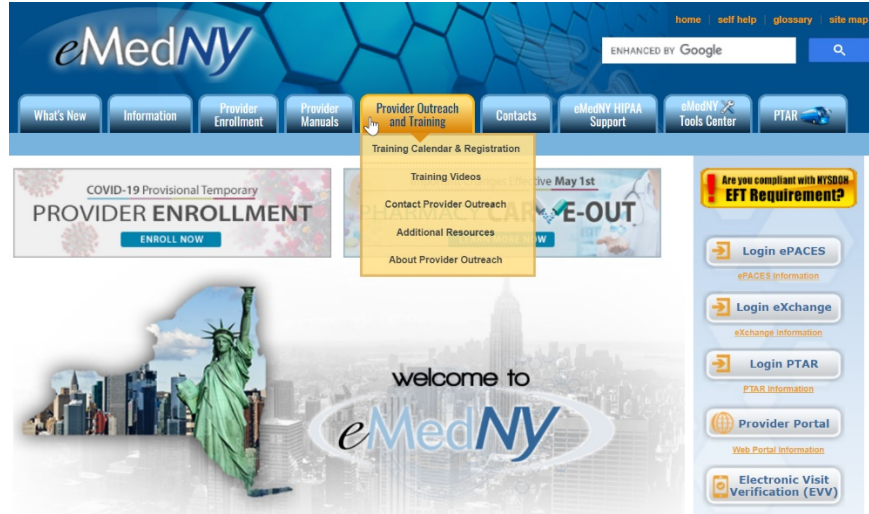 home | self help | glossary | site map
eMedNY
ENHANCED BY Google
What's New
Information
Provider
Enrollment
Provider
Manuals
Provider Outreach
and Training
Contacts
eMedNY HIPAA
Support
eMedNY
Tools Center
PTAR
Training Calendar & Registration
Training Videos
Contact Provider Outreach
Additional Resources
About Provider Outreach
COVID-19 Provisional Temporary
PROVIDER ENROLLMENT
ENROLL NOW
Effective May 1st
PHARMACY CARVE-OUT
LEARN MORE NOW
Are you compliant with NYSDOH
EFT Requirement?
Login ePACES
ePACES Information
Login eXchange
eXchange Information
Login PTAR
PTAR Information
Provider Portal
Web Portal Information
Electronic Visit
Verification (EVV)
welcome to
eMedNY